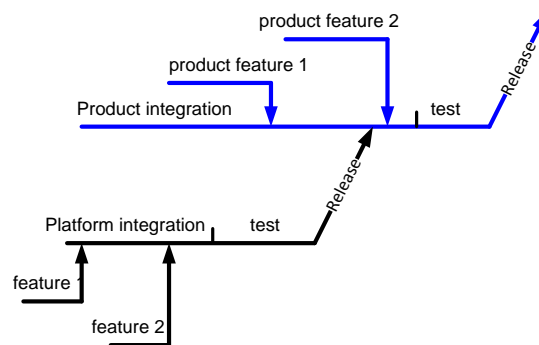 product feature 2
product feature 1
Product integration
test
Release
Release
Platform integration
test
feature 1
feature 2